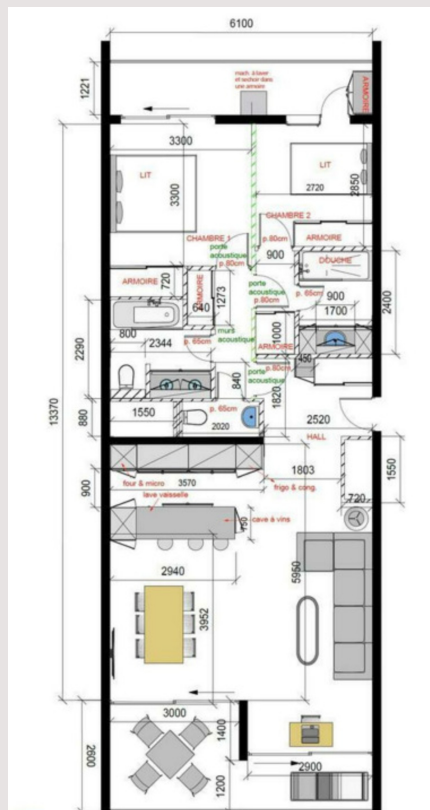 6100
1221
mach. à laver
et sechoir dans
une armoire
ARMOIRE
3300
LIT
LIT
3300
2720
2850
CHAMBRE 1
CHAMBRE 2
porte
acoustique
p.80cm
p.80cm
ARMOIRE
900
DOUCHE
ARMOIRE
720
ARMOIRE
640
1273
porte
acoustique
p.80cm
p. 65cm
900
1700
2400
800
2344
p. 65cm
murs
acoustique
ARMOIRE
1000
2290
450
p.80cm
porte
acoustique
840
1820
13370
880
1550
p. 65cm
2020
2520
HALL
four & micro
3570
frigo & cong.
1803
1550
900
lave vaisselle
720
cave à vins
750
2940
3952
5950
3000
1400
2600
1200
2900